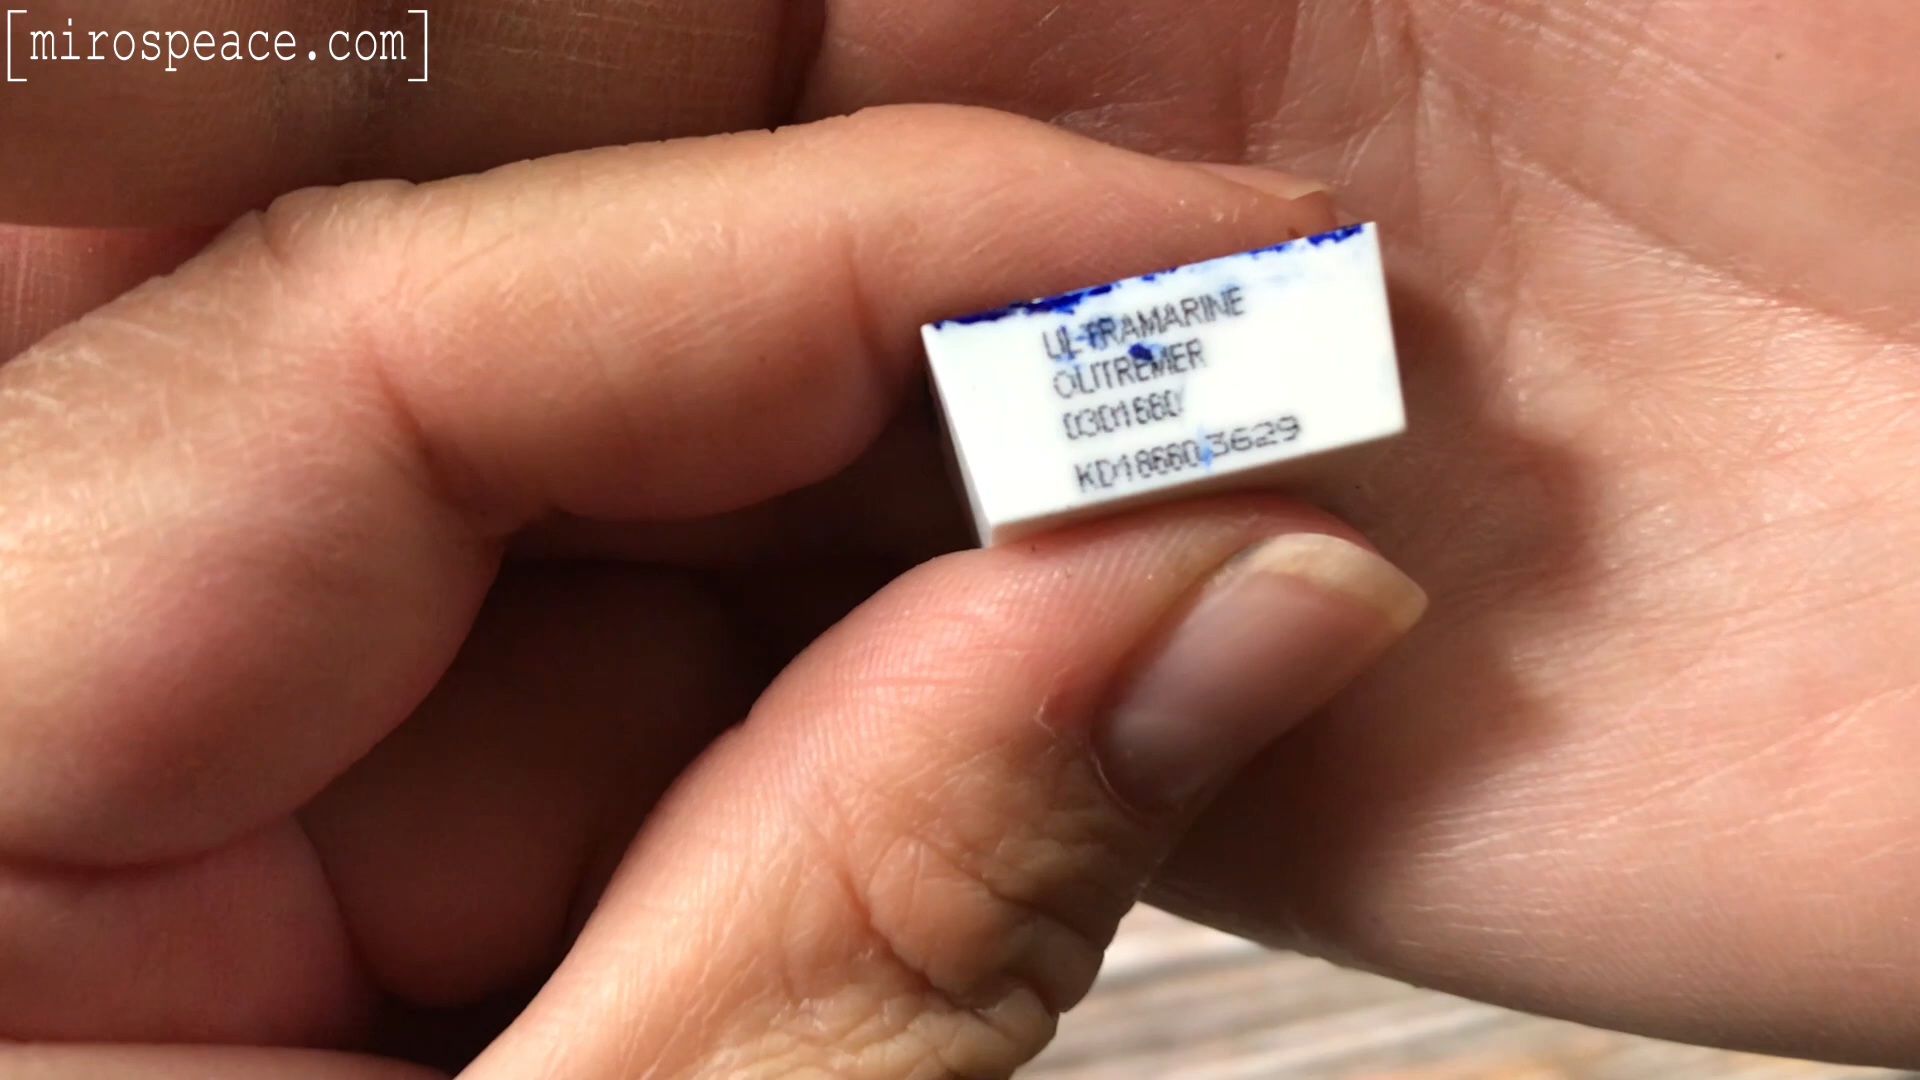 [mirospeace.com]
ULTRAMARINE
OUTREMER
0301660
KD18660 3629